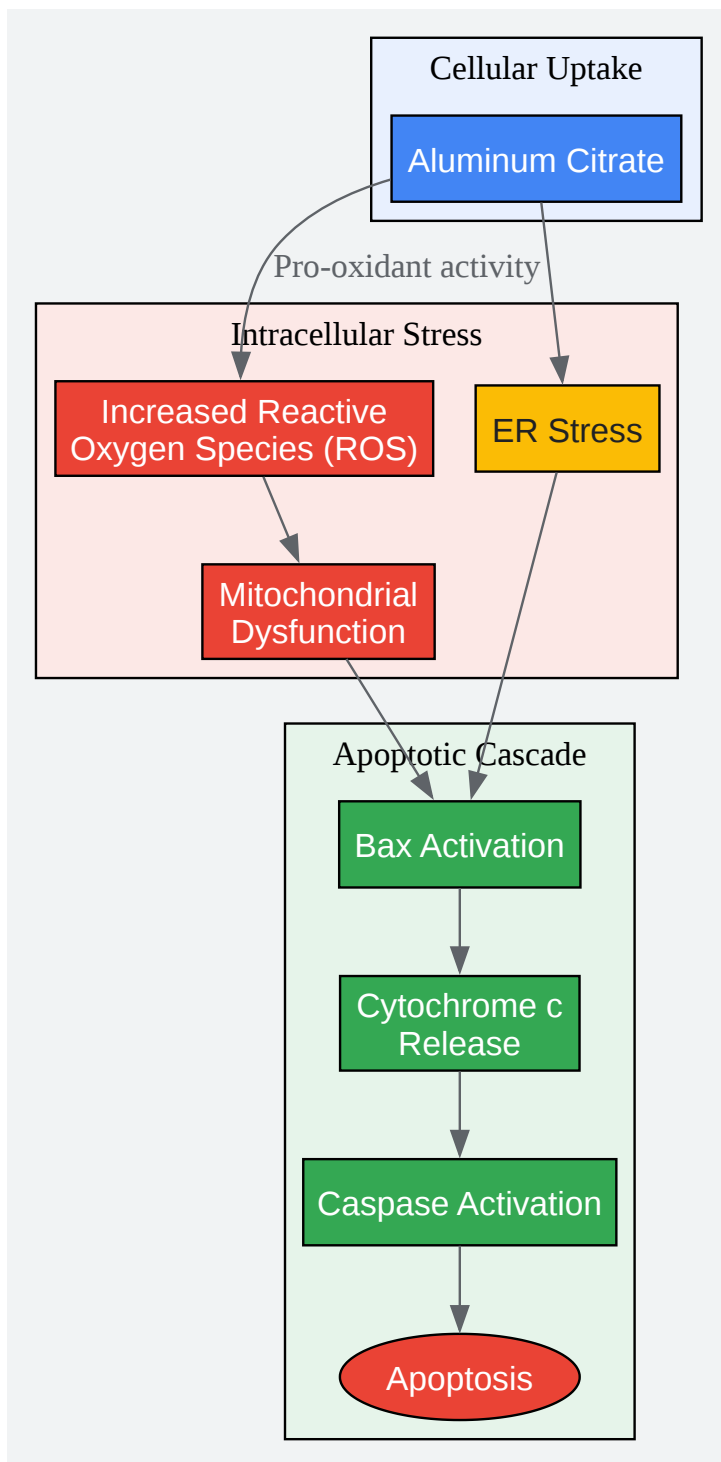 Cellular Uptake
Aluminum Citrate
Pro-oxidant activity
Intracellular Stress
Increased Reactive
Oxygen Species (ROS)
ER Stress
Mitochondrial
Dysfunction
Apoptotic Cascade
Bax Activation
Cytochrome c
Release
Caspase Activation
Apoptosis